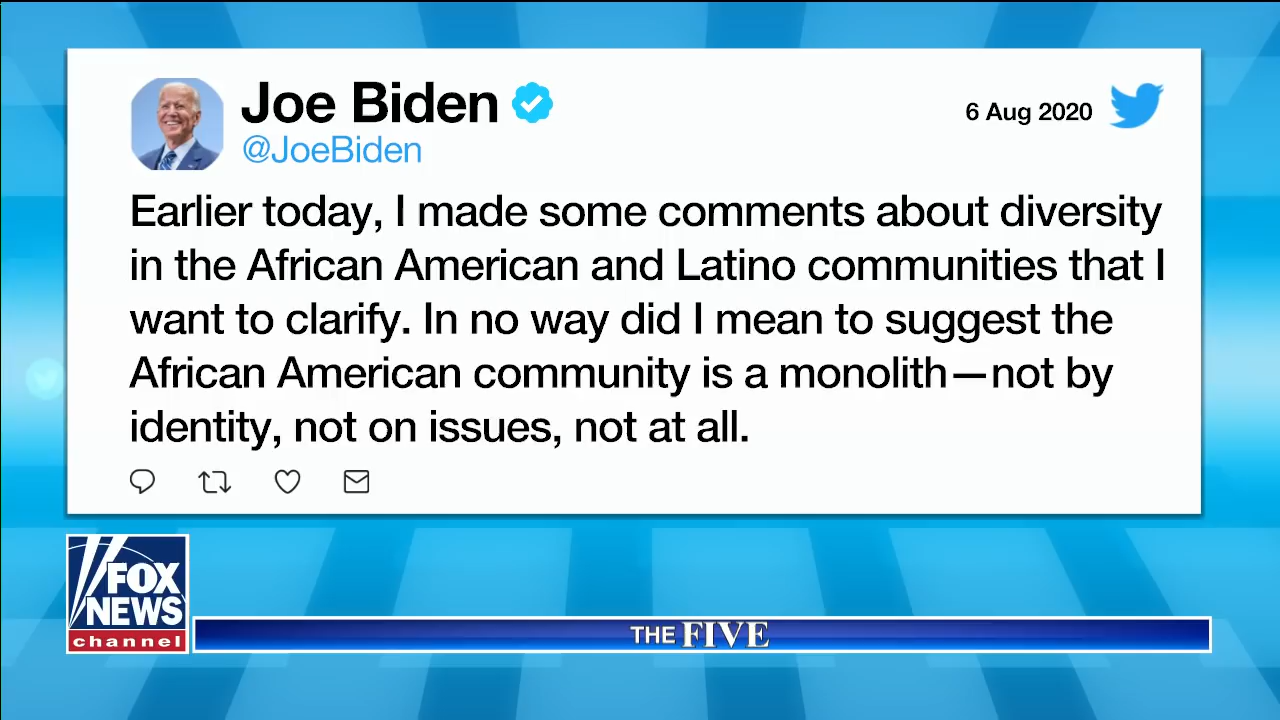 Joe Biden
@JoeBiden
6 Aug 2020
Earlier today, I made some comments about diversity
in the African American and Latino communities that I
want to clarify. In no way did I mean to suggest the
African American community is a monolith—not by
identity, not on issues, not at all.
FOX
NEWS
channel
THE FIVE